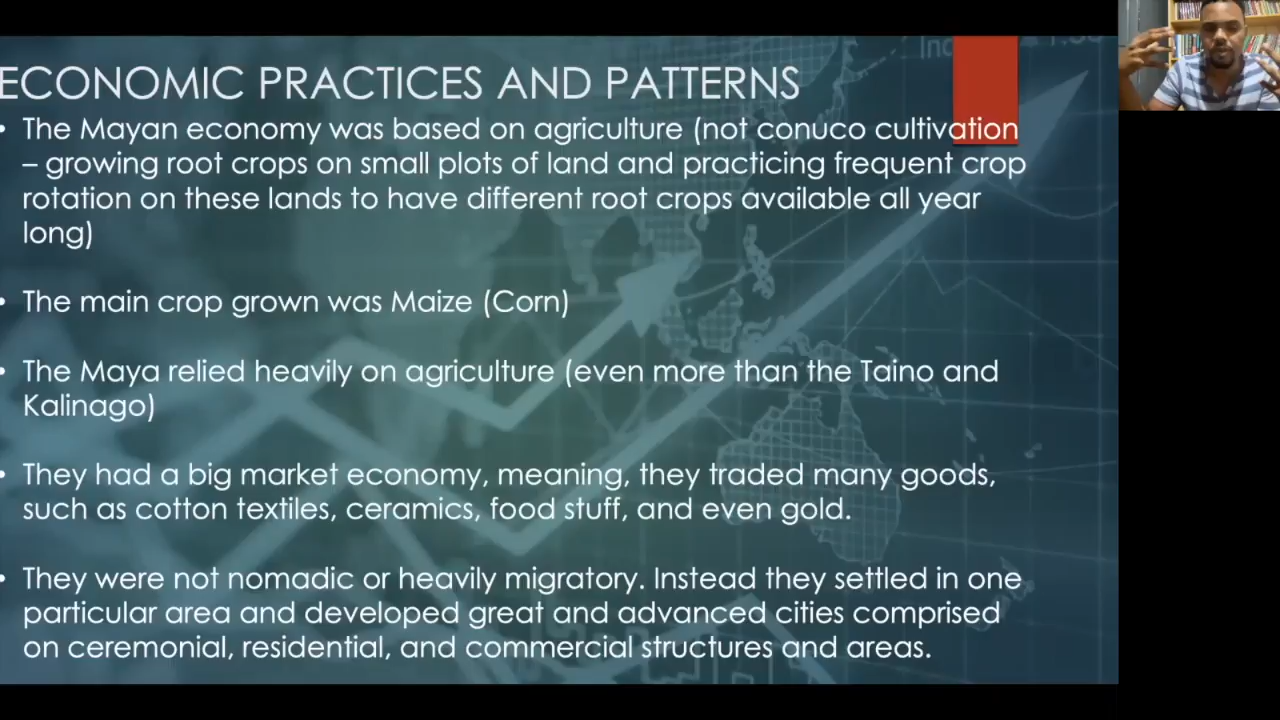 ECONOMIC PRACTICES AND PATTERNS
• The Mayan economy was based on agriculture (not conuco cultivation
– growing root crops on small plots of land and practicing frequent crop
rotation on these lands to have different root crops available all year
long)
• The main crop grown was Maize (Corn)
• The Maya relied heavily on agriculture (even more than the Taino and
Kalinago)
• They had a big market economy, meaning, they traded many goods,
such as cotton textiles, ceramics, food stuff, and even gold.
• They were not nomadic or heavily migratory. Instead they settled in one
particular area and developed great and advanced cities comprised
on ceremonial, residential, and commercial structures and areas.